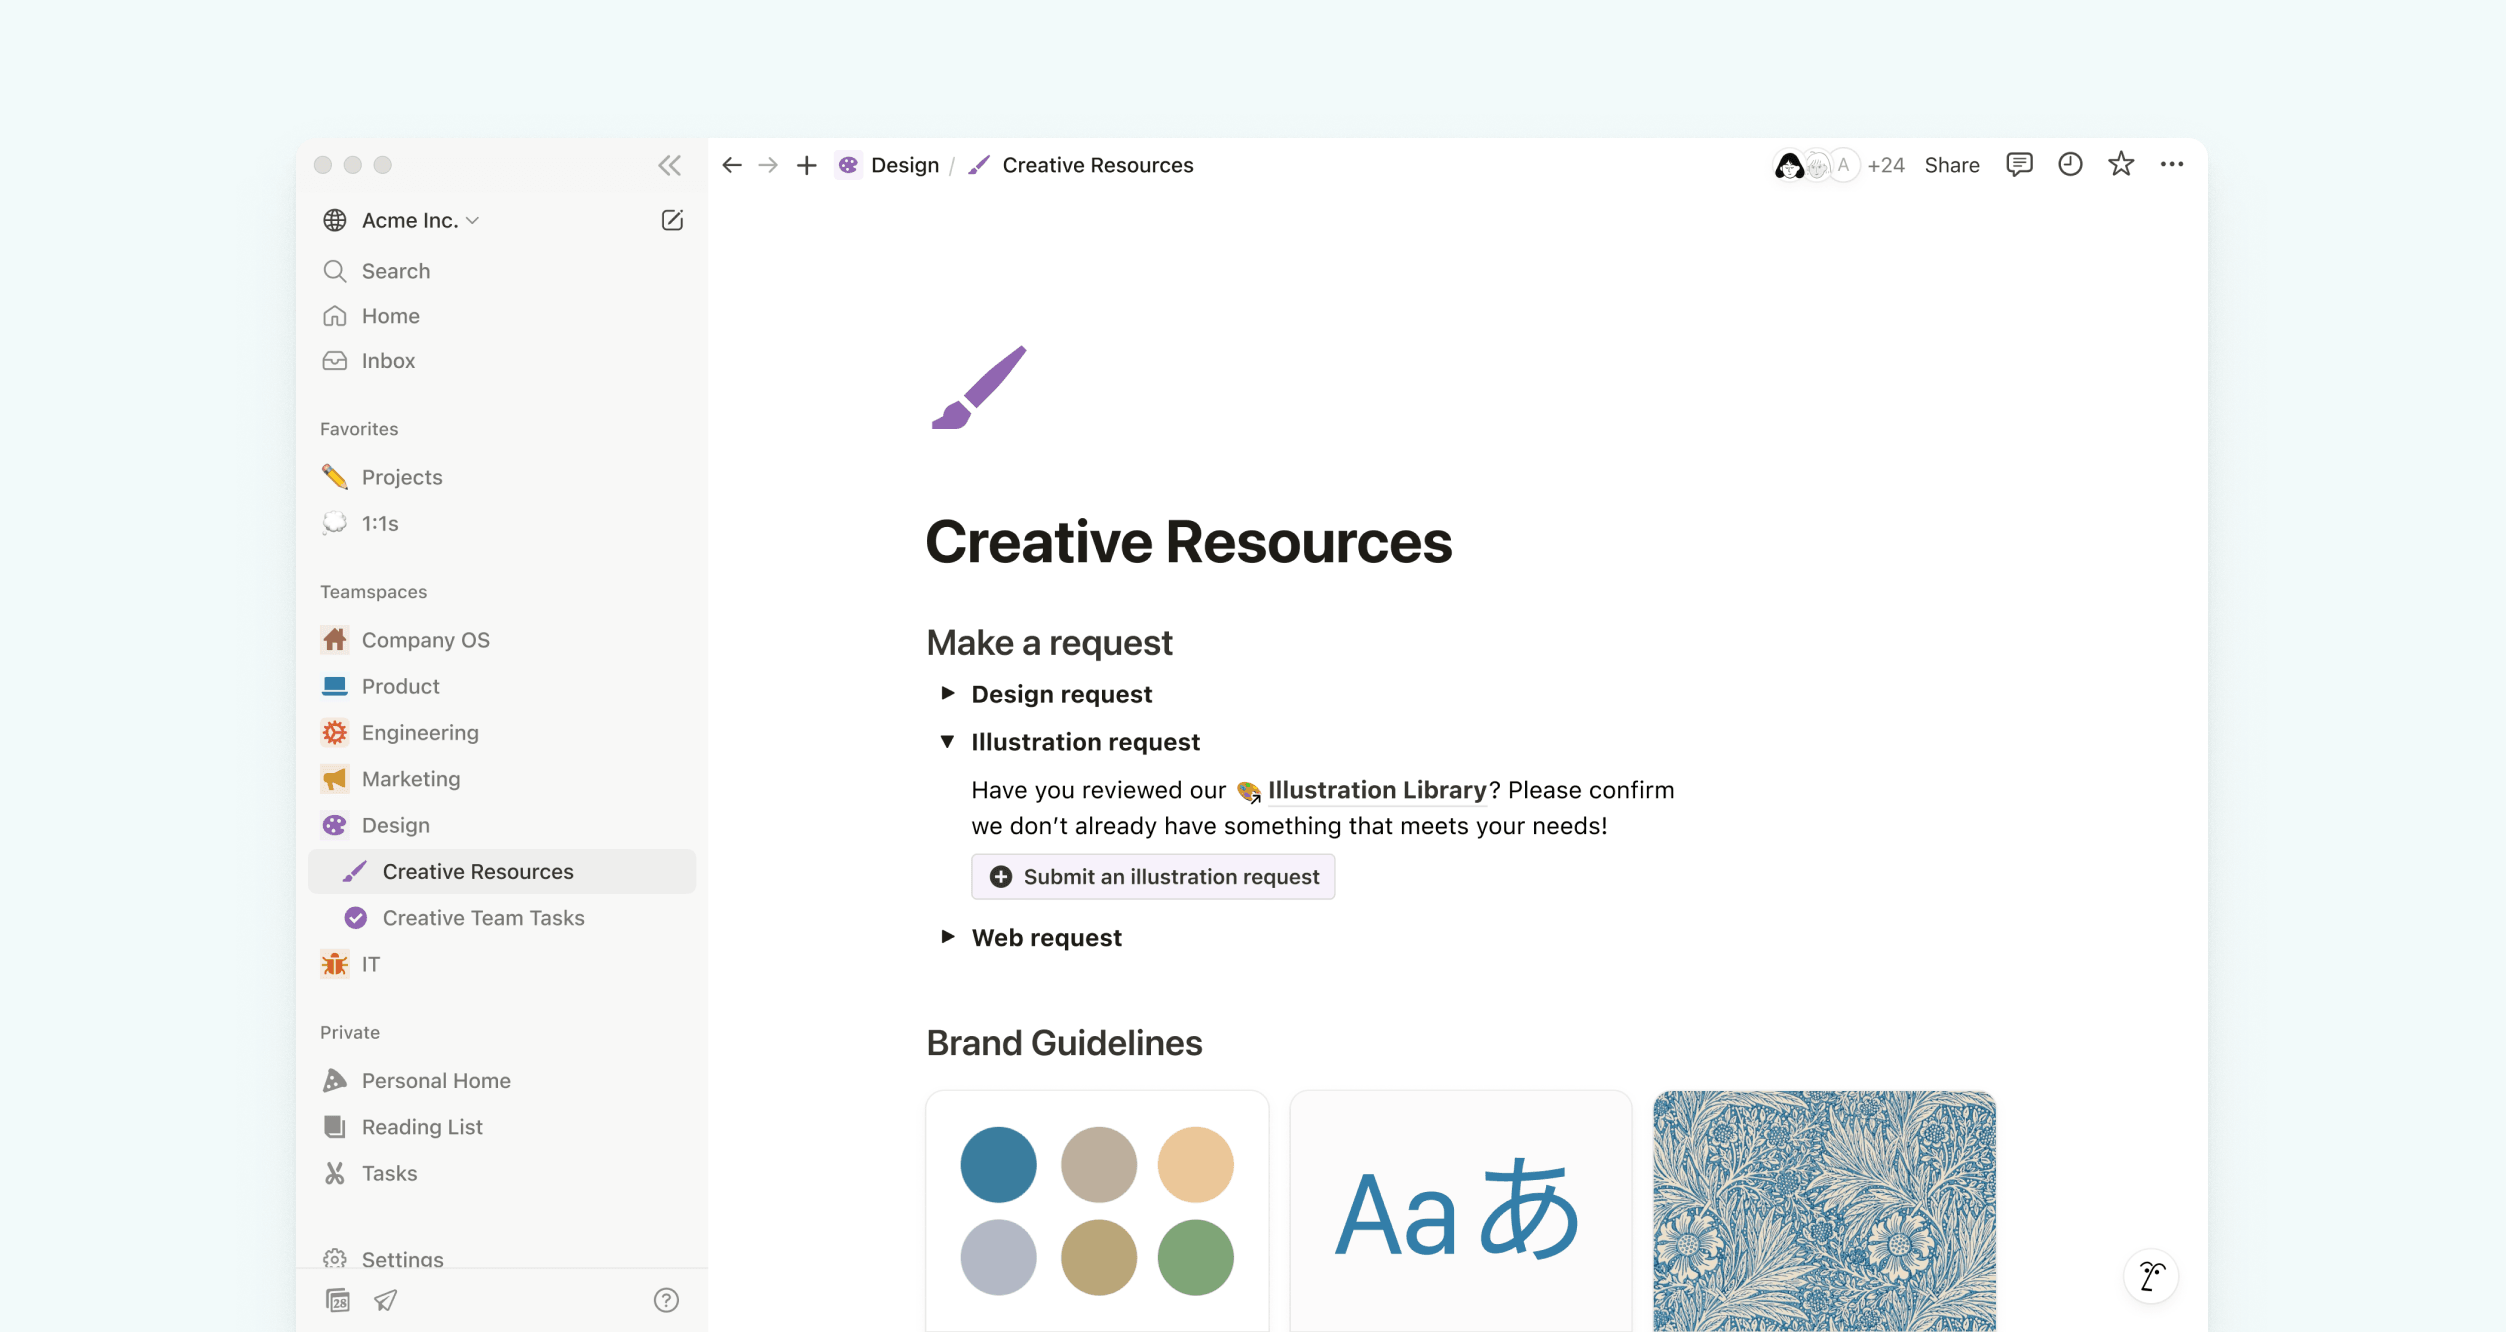 Design / Creative Resources
A +24 Share
Acme Inc.
Search
Home
Inbox
Favorites
Projects
1:1s
Teamspaces
Company OS
Product
Engineering
Marketing
Design
Creative Resources
Creative Team Tasks
IT
Private
Personal Home
Reading List
Tasks
Settings
28
?
Creative Resources
Make a request
Design request
Illustration request
Have you reviewed our Illustration Library? Please confirm
we don’t already have something that meets your needs!
Submit an illustration request
Web request
Brand Guidelines
Aaあ